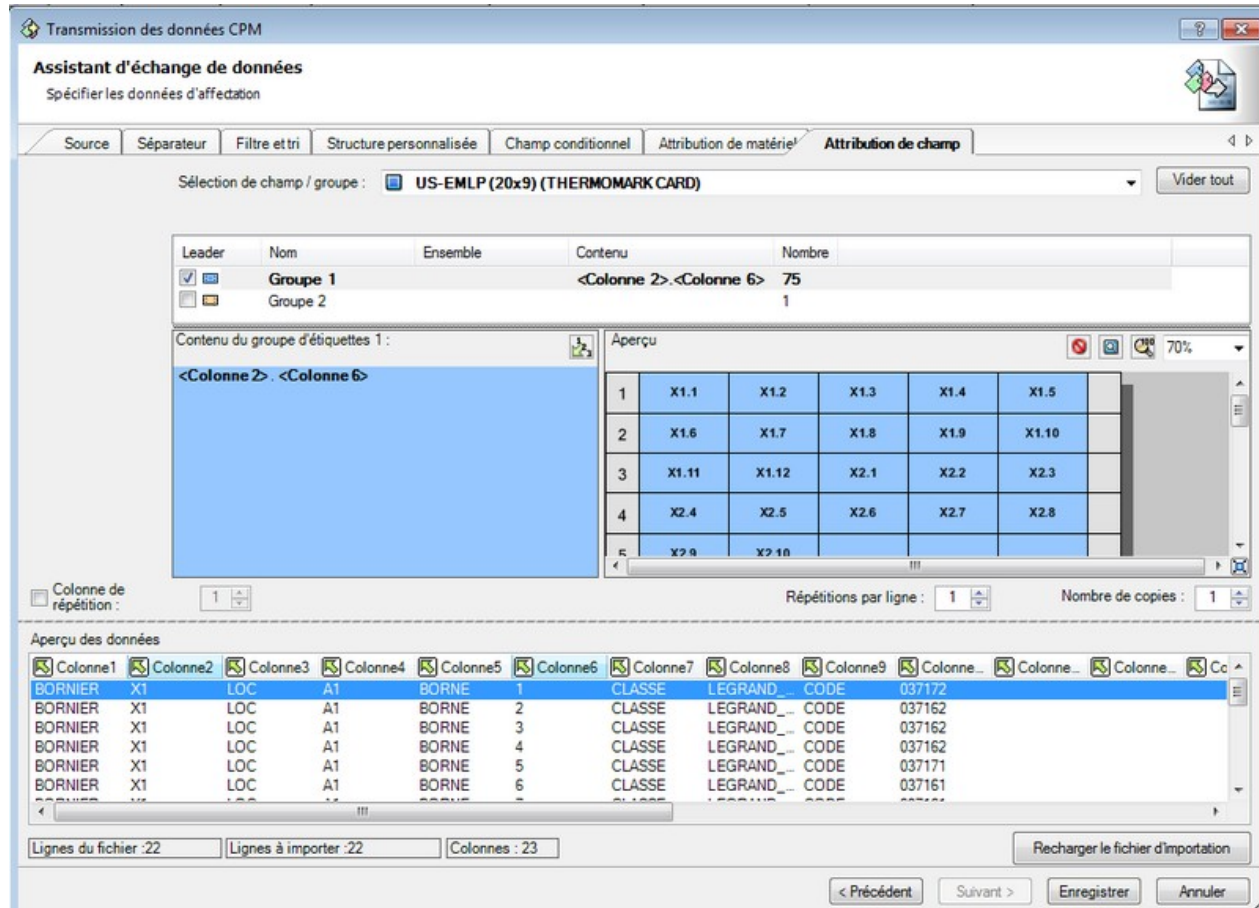 Transmission des données CPM
Assistant d'échange de données
Spécifier les données d'affectation
Source Séparateur Filtre et tri Structure personnalisée Champ conditionnel Attribution de matériel Attribution de champ
Sélection de champ / groupe : US-EMLP (20x9) (THERMOMARK CARD) Vider tout
Leader Nom Ensemble Contenu Nombre
Groupe 1 <Colonne 2>.<Colonne 6> 75
Groupe 2 1
Contenu du groupe d'étiquettes 1 : Aperçu 70%
<Colonne 2> . <Colonne 6>
1 X1.1 X1.2 X1.3 X1.4 X1.5
2 X1.6 X1.7 X1.8 X1.9 X1.10
3 X1.11 X1.12 X2.1 X2.2 X2.3
4 X2.4 X2.5 X2.6 X2.7 X2.8
5 X2.9 X2.10
Colonne de répétition : 1 Répétitions par ligne : 1 Nombre de copies : 1
Aperçu des données
Colonne1 Colonne2 Colonne3 Colonne4 Colonne5 Colonne6 Colonne7 Colonne8 Colonne9 Colonne... Colonne... Colonne... Cc
BORNIER X1 LOC A1 BORNE 1 CLASSE LEGRAND_... CODE 037172
BORNIER X1 LOC A1 BORNE 2 CLASSE LEGRAND_... CODE 037162
BORNIER X1 LOC A1 BORNE 3 CLASSE LEGRAND_... CODE 037162
BORNIER X1 LOC A1 BORNE 4 CLASSE LEGRAND_... CODE 037162
BORNIER X1 LOC A1 BORNE 5 CLASSE LEGRAND_... CODE 037171
BORNIER X1 LOC A1 BORNE 6 CLASSE LEGRAND_... CODE 037161
Lignes du fichier :22 Lignes à importer :22 Colonnes : 23 Recharger le fichier d'importation
< Précédent Suivant > Enregistrer Annuler